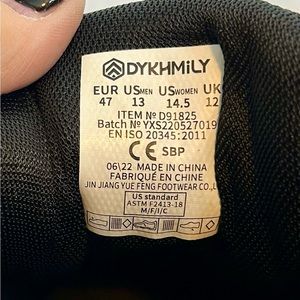 DYKHMiLY
EUR USMEN USWOMEN UK
47 13 14.5 12
ITEM № D91825
Batch № YXS220527019
EN ISO 20345:2011
CE SBP
06\22 MADE IN CHINA
FABRIQUÉ EN CHINE
JIN JIANG YUE FENG FOOTWEAR CO.,L
US standard
ASTM F2413-18
M/F/I/C